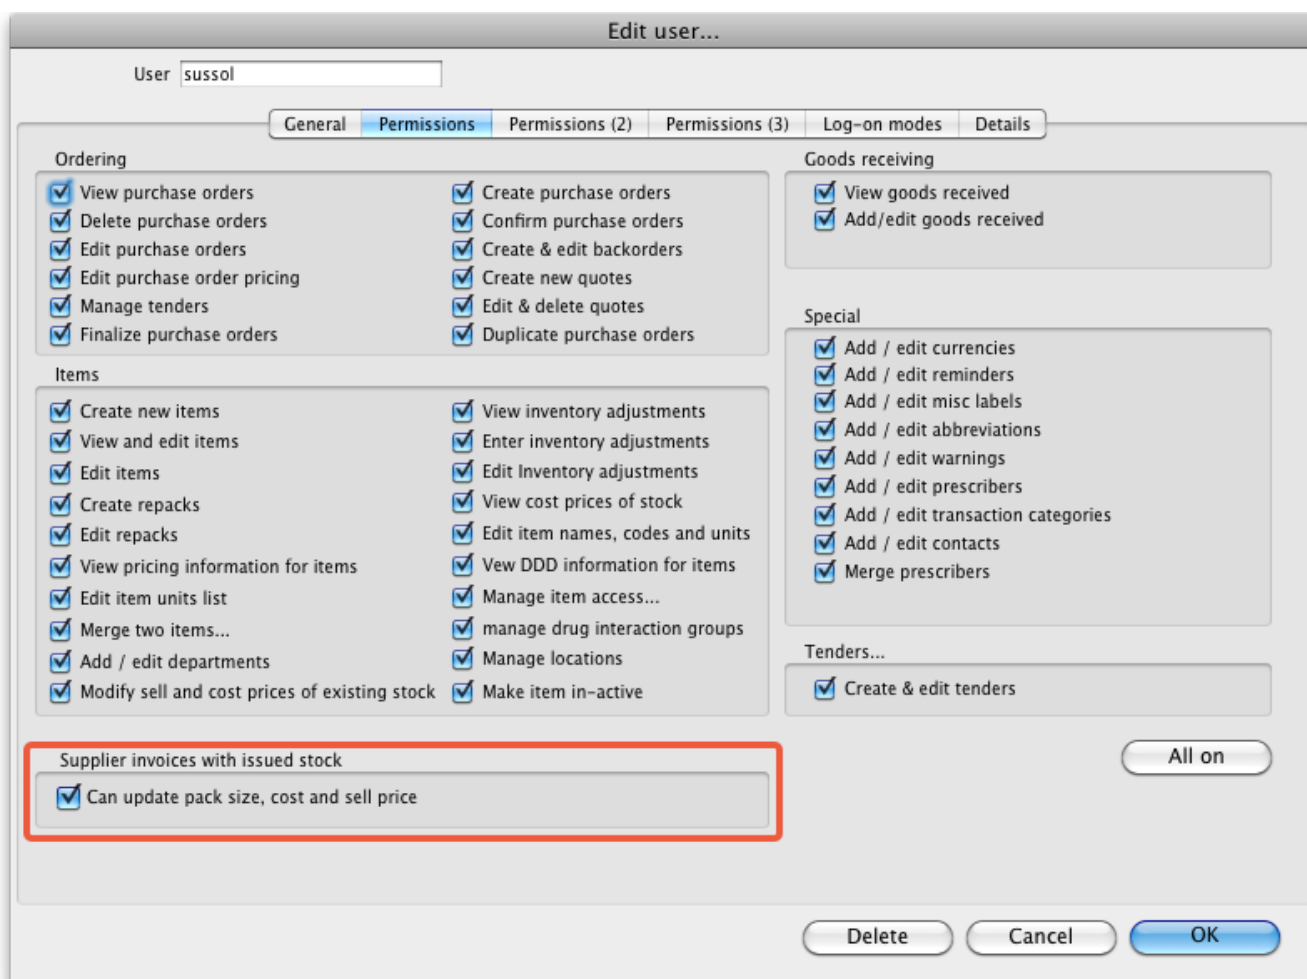 Edit user...
User sussol
General Permissions Permissions (2) Permissions (3) Log-on modes Details
Ordering
View purchase orders
Delete purchase orders
Edit purchase orders
Edit purchase order pricing
Manage tenders
Finalize purchase orders
Create purchase orders
Confirm purchase orders
Create & edit backorders
Create new quotes
Edit & delete quotes
Duplicate purchase orders
Goods receiving
View goods received
Add/edit goods received
Items
Create new items
View and edit items
Edit items
Create repacks
Edit repacks
View pricing information for items
Edit item units list
Merge two items...
Add / edit departments
Modify sell and cost prices of existing stock
View inventory adjustments
Enter inventory adjustments
Edit Inventory adjustments
View cost prices of stock
Edit item names, codes and units
Vew DDD information for items
Manage item access...
manage drug interaction groups
Manage locations
Make item in-active
Special
Add / edit currencies
Add / edit reminders
Add / edit misc labels
Add / edit abbreviations
Add / edit warnings
Add / edit prescribers
Add / edit transaction categories
Add / edit contacts
Merge prescribers
Tenders...
Create & edit tenders
Supplier invoices with issued stock
Can update pack size, cost and sell price
All on
Delete Cancel OK